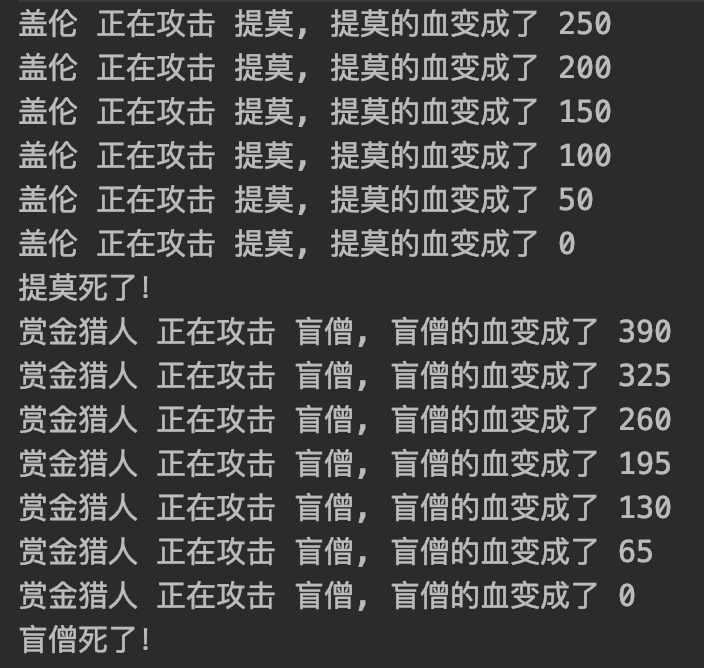 盖伦 正在攻击 提莫, 提莫的血变成了 250
盖伦 正在攻击 提莫, 提莫的血变成了 200
盖伦 正在攻击 提莫, 提莫的血变成了 150
盖伦 正在攻击 提莫, 提莫的血变成了 100
盖伦 正在攻击 提莫, 提莫的血变成了 50
盖伦 正在攻击 提莫, 提莫的血变成了 0
提莫死了!
赏金猎人 正在攻击 盲僧, 盲僧的血变成了 390
赏金猎人 正在攻击 盲僧, 盲僧的血变成了 325
赏金猎人 正在攻击 盲僧, 盲僧的血变成了 260
赏金猎人 正在攻击 盲僧, 盲僧的血变成了 195
赏金猎人 正在攻击 盲僧, 盲僧的血变成了 130
赏金猎人 正在攻击 盲僧, 盲僧的血变成了 65
赏金猎人 正在攻击 盲僧, 盲僧的血变成了 0
盲僧死了!